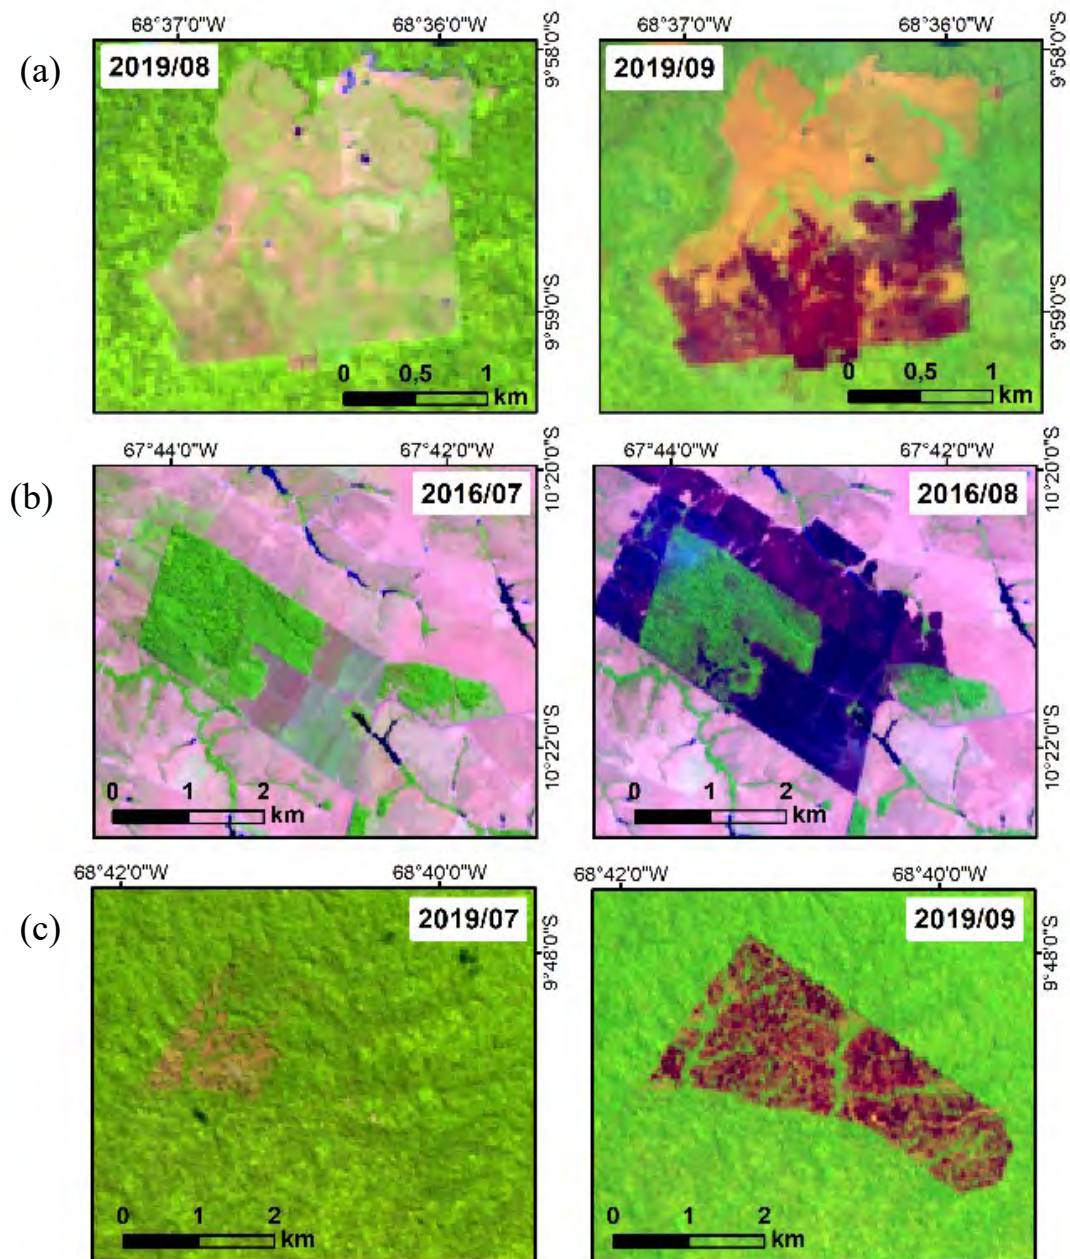 68°37'0"W 68°36'0"W 68°37'0"W 68°36'0"W
(a)
2019/08 2019/09
9°58'0"S 9°58'0"S
9°59'0"S 9°59'0"S
0 0,5 1 0 0,5 1
km km
67°44'0"W 67°42'0"W 67°44'0"W 67°42'0"W
(b)
2016/07 2016/08
10°20'0"S 10°20'0"S
10°22'0"S 10°22'0"S
0 1 2 0 1 2
km km
68°42'0"W 68°40'0"W 68°42'0"W 68°40'0"W
(c)
2019/07 2019/09
9°48'0"S 9°48'0"S
0 1 2 0 1 2
km km